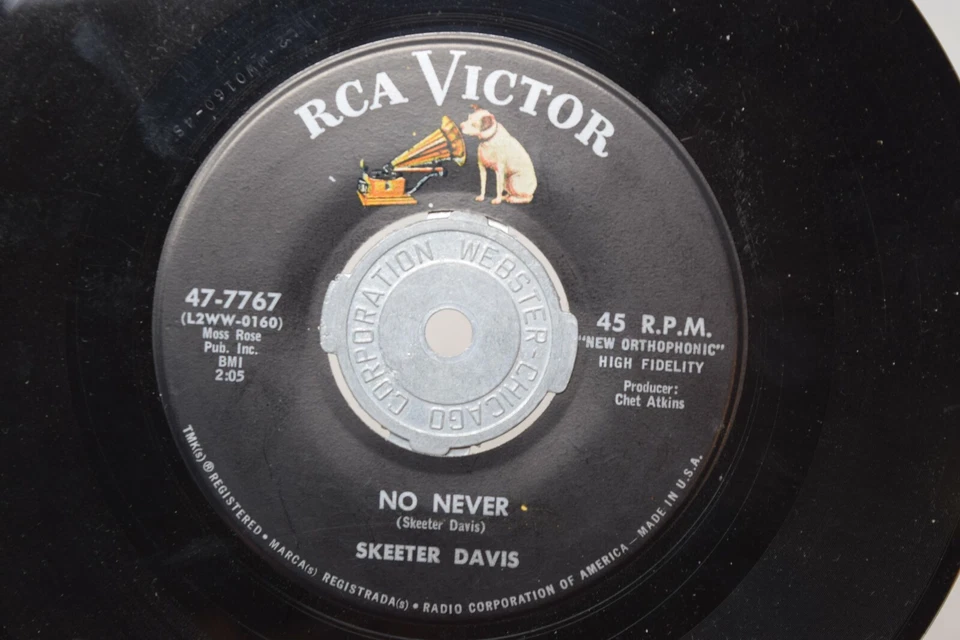 RCA VICTOR
WEBSTER-CHICAGO CORPORATION
47-7767
(L2WW-0160)
Moss Rose
Pub. Inc.
BMI
2:05
45 R.P.M.
"NEW ORTHOPHONIC"
HIGH FIDELITY
Producer:
Chet Atkins
NO NEVER
(Skeeter Davis)
SKEETER DAVIS
TMK(s) ® REGISTERED • MARCA(s) REGISTRADA(s) • RADIO CORPORATION OF AMERICA — MADE IN U.S.A.